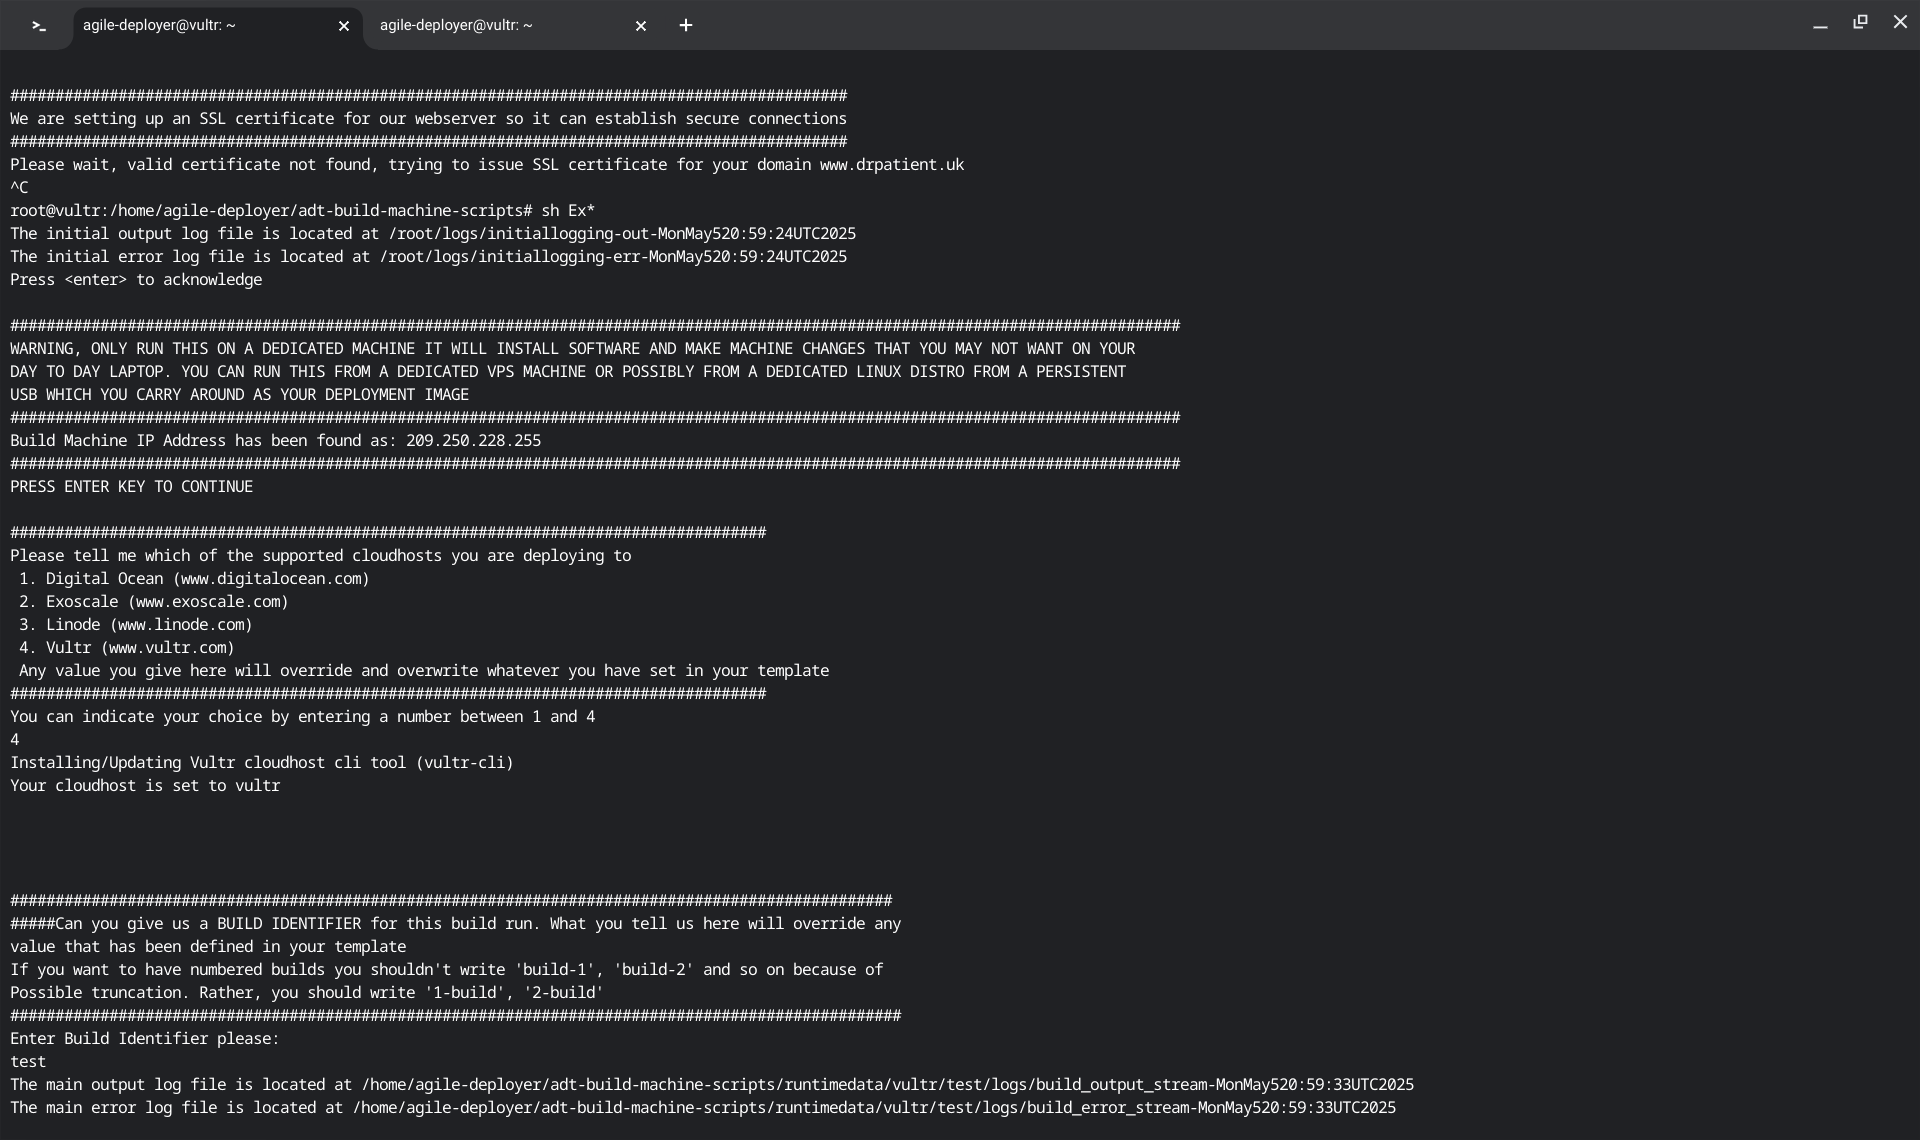 agile-deployer@vultr: ~
agile-deployer@vultr: ~
#############################################################################################
We are setting up an SSL certificate for our webserver so it can establish secure connections
#############################################################################################
Please wait, valid certificate not found, trying to issue SSL certificate for your domain www.drpatient.uk
^C
root@vultr:/home/agile-deployer/adt-build-machine-scripts# sh Ex*
The initial output log file is located at /root/logs/initiallogging-out-MonMay520:59:24UTC2025
The initial error log file is located at /root/logs/initiallogging-err-MonMay520:59:24UTC2025
Press <enter> to acknowledge
##################################################################################################################################
WARNING, ONLY RUN THIS ON A DEDICATED MACHINE IT WILL INSTALL SOFTWARE AND MAKE MACHINE CHANGES THAT YOU MAY NOT WANT ON YOUR
DAY TO DAY LAPTOP. YOU CAN RUN THIS FROM A DEDICATED VPS MACHINE OR POSSIBLY FROM A DEDICATED LINUX DISTRO FROM A PERSISTENT
USB WHICH YOU CARRY AROUND AS YOUR DEPLOYMENT IMAGE
##################################################################################################################################
Build Machine IP Address has been found as: 209.250.228.255
##################################################################################################################################
PRESS ENTER KEY TO CONTINUE
####################################################################################
Please tell me which of the supported cloudhosts you are deploying to
 1. Digital Ocean (www.digitalocean.com)
 2. Exoscale (www.exoscale.com)
 3. Linode (www.linode.com)
 4. Vultr (www.vultr.com)
 Any value you give here will override and overwrite whatever you have set in your template
####################################################################################
You can indicate your choice by entering a number between 1 and 4
4
Installing/Updating Vultr cloudhost cli tool (vultr-cli)
Your cloudhost is set to vultr
##################################################################################################
#####Can you give us a BUILD IDENTIFIER for this build run. What you tell us here will override any
value that has been defined in your template
If you want to have numbered builds you shouldn't write 'build-1', 'build-2' and so on because of
Possible truncation. Rather, you should write '1-build', '2-build'
###################################################################################################
Enter Build Identifier please:
test
The main output log file is located at /home/agile-deployer/adt-build-machine-scripts/runtimedata/vultr/test/logs/build_output_stream-MonMay520:59:33UTC2025
The main error log file is located at /home/agile-deployer/adt-build-machine-scripts/runtimedata/vultr/test/logs/build_error_stream-MonMay520:59:33UTC2025